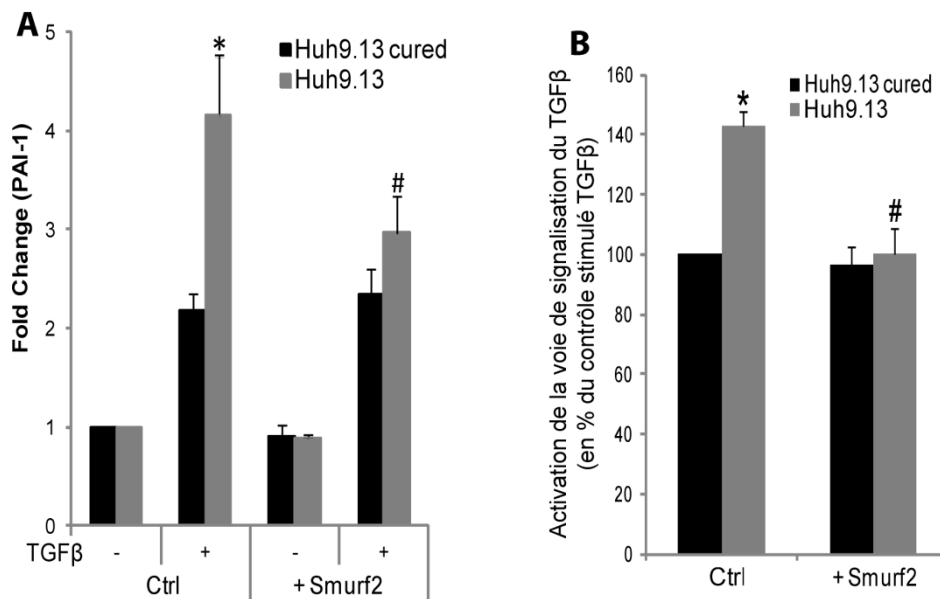 A
5
4
3
2
1
0
Fold Change (PAI-1)
Huh9.13 cured
Huh9.13
*
#
TGFβ - + - +
Ctrl + Smurf2
B
160
140
120
100
80
60
40
20
0
Activation de la voie de signalisation du TGFβ
(en % du contrôle stimulé TGFβ)
Huh9.13 cured
Huh9.13
*
#
Ctrl + Smurf2